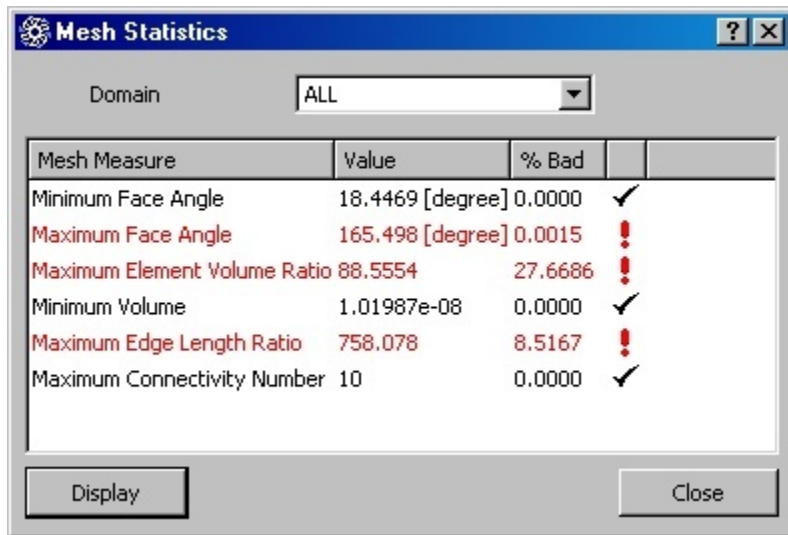 Mesh Statistics
Domain ALL
Mesh Measure Value % Bad
Minimum Face Angle 18.4469 [degree] 0.0000
Maximum Face Angle 165.498 [degree] 0.0015
Maximum Element Volume Ratio 88.5554 27.6686
Minimum Volume 1.01987e-08 0.0000
Maximum Edge Length Ratio 758.078 8.5167
Maximum Connectivity Number 10 0.0000
Display Close